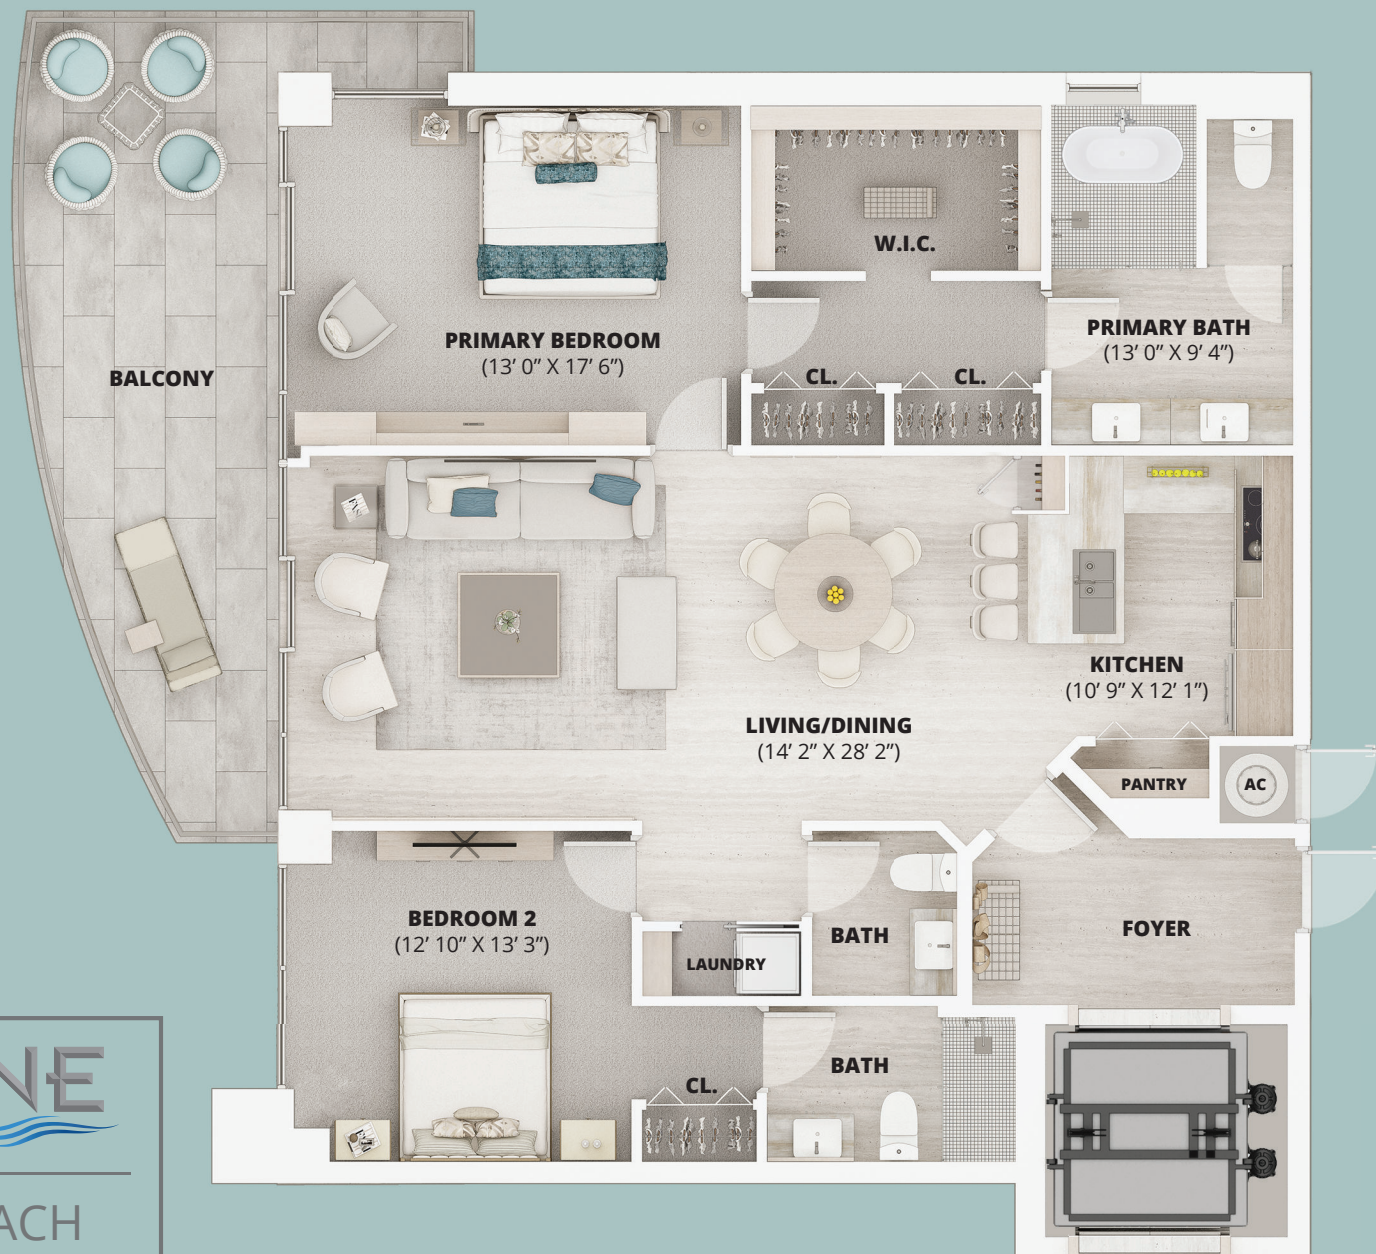 W.I.C.
PRIMARY BEDROOM
(13’ 0” X 17’ 6”)
PRIMARY BATH
(13’ 0” X 9’ 4”)
BALCONY
CL.
CL.
KITCHEN
(10’ 9” X 12’ 1”)
LIVING/DINING
(14’ 2” X 28’ 2”)
PANTRY
AC
BEDROOM 2
(12’ 10” X 13’ 3”)
BATH
FOYER
LAUNDRY
BATH
CL.
NE
ACH